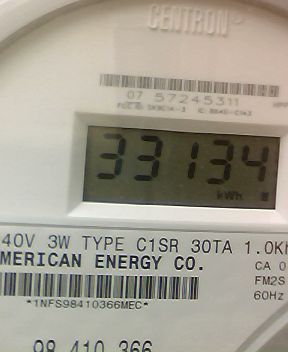 CENTRON®
07 57245311
33134
kWh
40V 3W TYPE C1SR 30TA 1.0K
MERICAN ENERGY CO.
CA 0
FM2S
60Hz
*1NFS98410366MEC*
98 410 366